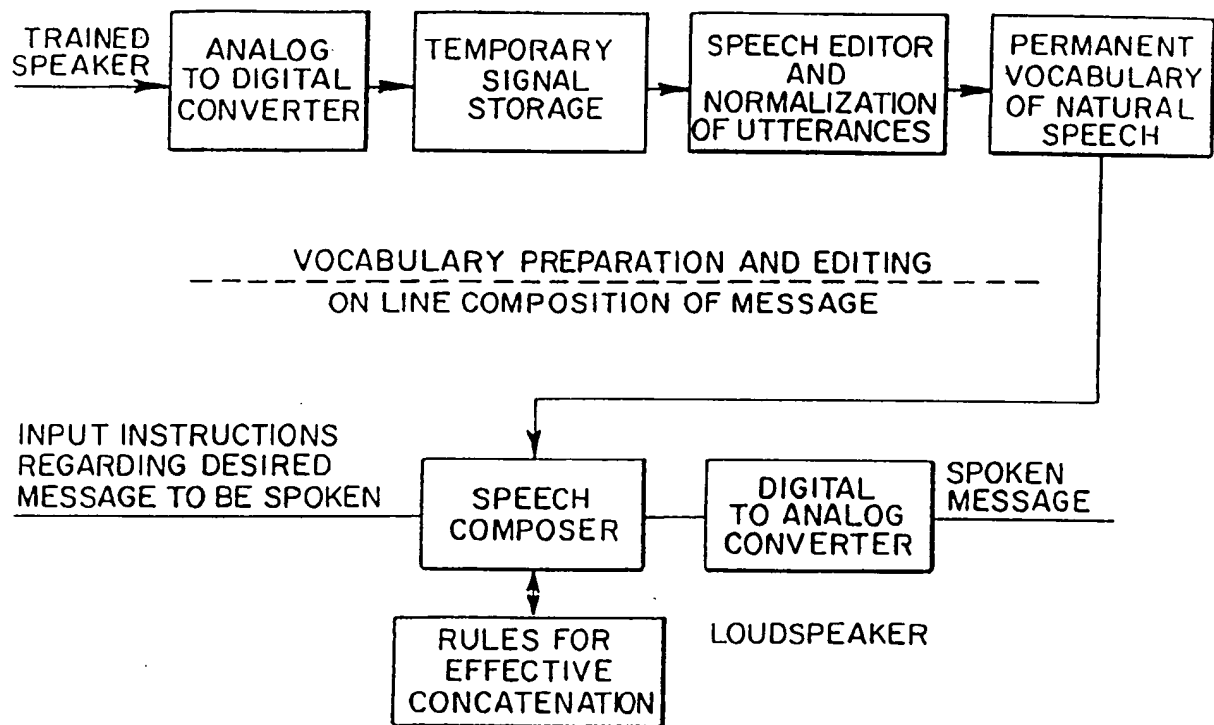 TRAINED
SPEAKER
ANALOG
TO DIGITAL
CONVERTER
TEMPORARY
SIGNAL
STORAGE
SPEECH EDITOR
AND
NORMALIZATION
OF UTTERANCES
PERMANENT
VOCABULARY
OF NATURAL
SPEECH
VOCABULARY PREPARATION AND EDITING
ON LINE COMPOSITION OF MESSAGE
INPUT INSTRUCTIONS
REGARDING DESIRED
MESSAGE TO BE SPOKEN
SPEECH
COMPOSER
DIGITAL
TO ANALOG
CONVERTER
SPOKEN
MESSAGE
RULES FOR
EFFECTIVE
CONCATENATION
LOUDSPEAKER